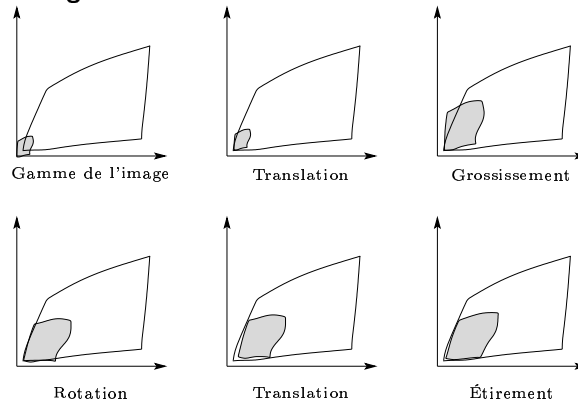 Gamme de l'image
Translation
Grossissement
Rotation
Translation
Étirement